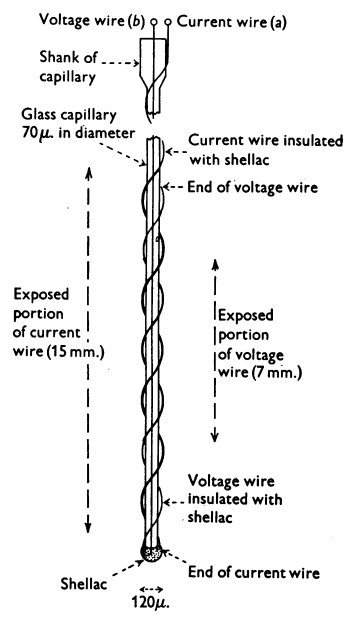 Voltage wire (b) Current wire (a)
Shank of
capillary
Glass capillary
70μ. in diameter
Current wire insulated
with shellac
End of voltage wire
Exposed
portion
of current
wire (15 mm.)
Exposed
portion
of voltage
wire (7 mm.)
Voltage wire
insulated with
shellac
Shellac
End of current wire
120μ.